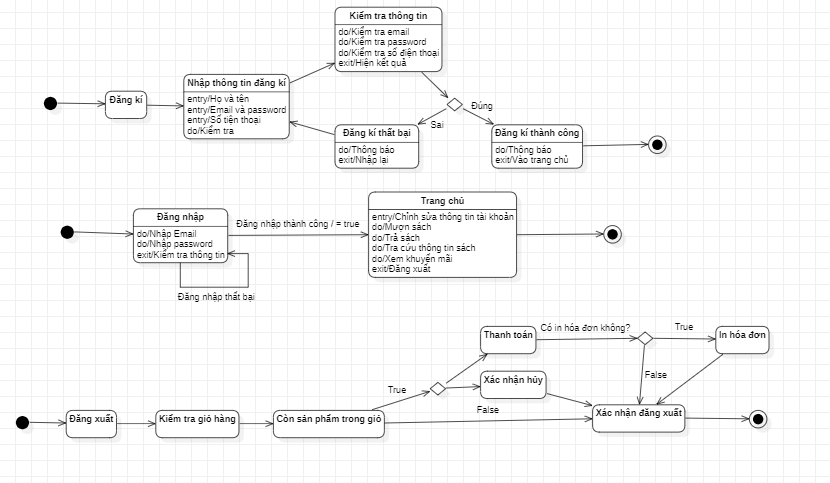 Kiểm tra thông tin
do/Kiểm tra email
do/Kiểm tra password
do/Kiểm tra số điện thoại
exit/Hiện kết quả
Đăng kí
Nhập thông tin đăng kí
entry/Họ và tên
entry/Email và password
entry/Số tiện thoại
do/Kiểm tra
Đúng
Sai
Đăng kí thất bại
do/Thông báo
exit/Nhập lại
Đăng kí thành công
do/Thông báo
exit/Vào trang chủ
Đăng nhập
do/Nhập Email
do/Nhập password
exit/Kiểm tra thông tin
Đăng nhập thành công / = true
Đăng nhập thất bại
Trang chủ
entry/Chỉnh sửa thông tin tài khoản
do/Mượn sách
do/Trả sách
do/Tra cứu thông tin sách
do/Xem khuyến mãi
exit/Đăng xuất
Thanh toán
Có in hóa đơn không?
True
In hóa đơn
False
Xác nhận hủy
True
False
Đăng xuất
Kiểm tra giỏ hàng
Còn sản phẩm trong giỏ
Xác nhận đăng xuất